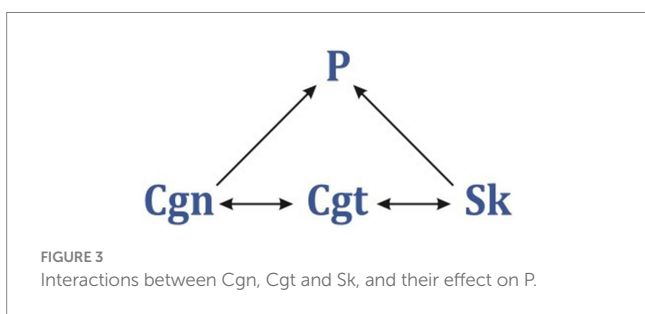 P
Cgn Cgt Sk
FIGURE 3
Interactions between Cgn, Cgt and Sk, and their effect on P.